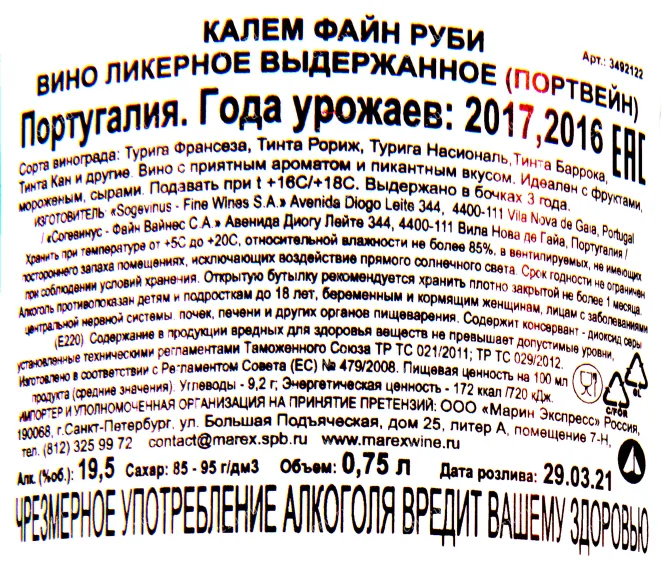 КАЛЕМ ФАЙН РУБИ
Арт.: 3492122
ВИНО ЛИКЕРНОЕ ВЫДЕРЖАННОЕ (ПОРТВЕЙН)
Португалия. Года урожаев: 2017,2016
EAC
Сорта винограда: Турига Франсеза, Тинта Рориж, Турига Насиональ, Тинта Баррока,
Тинта Кан и другие. Вино с приятным ароматом и пикантным вкусом. Идеален с фруктами,
мороженым, сырами. Подавать при t +16C/+18C. Выдержано в бочках 3 года.
ИЗГОТОВИТЕЛЬ: «Sogevinus - Fine Wines S.A.» Avenida Diogo Leite 344, 4400-111 Vila Nova de Gaia, Portugal
/ «Согевинус - Файн Вайнес С.А.» Авенида Диогу Лейте 344, 4400-111 Вила Нова де Гайа, Португалия /
Хранить при температуре от +5С до +20С, относительной влажности не более 85%, в вентилируемых, не имеющих
постороннего запаха помещениях, исключающих воздействие прямого солнечного света. Срок годности не ограничен
при соблюдении условий хранения. Открытую бутылку рекомендуется хранить плотно закрытой не более 1 месяца.
Алкоголь противопоказан детям и подросткам до 18 лет, беременным и кормящим женщинам, лицам с заболеваниями
центральной нервной системы, почек, печени и других органов пищеварения. Содержит консервант - диоксид серы
(Е220). Содержание в продукции вредных для здоровья веществ не превышает допустимые уровни,
установленные техническими регламентами Таможенного Союза ТР ТС 021/2011; ТР ТС 029/2012.
Изготовлено в соответствии с Регламентом Совета (ЕС) № 479/2008. Пищевая ценность на 100 мл
продукта (средние значения). Углеводы - 9,2 г; Энергетическая ценность - 172 ккал /720 кДж.
ИМПОРТЕР И УПОЛНОМОЧЕННАЯ ОРГАНИЗАЦИЯ НА ПРИНЯТИЕ ПРЕТЕНЗИЙ: ООО «Марин Экспресс» Россия,
190068, г.Санкт-Петербург, ул. Большая Подъяческая, дом 25, литер А, помещение 7-Н,
тел. (812) 325 99 72 contact@marex.spb.ru www.marexwine.ru
C/FOR
GL
Алк. (%об.): 19,5 Сахар: 85 - 95 г/дм3 Объем: 0,75 л Дата розлива: 29.03.21
ЧРЕЗМЕРНОЕ УПОТРЕБЛЕНИЕ АЛКОГОЛЯ ВРЕДИТ ВАШЕМУ ЗДОРОВЬЮ